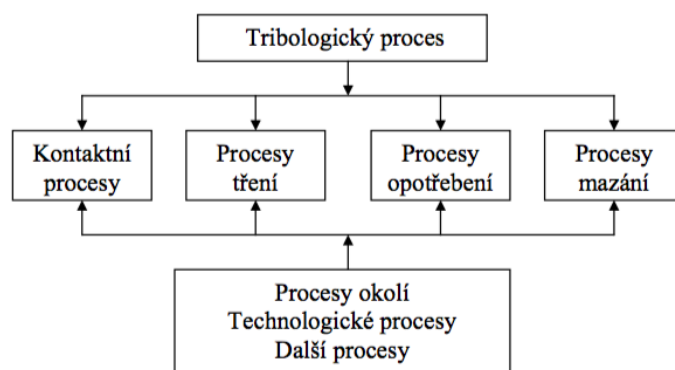 Tribologický proces
Kontaktní
procesy
Procesy
tření
Procesy
opotřebení
Procesy
mazání
Procesy okolí
Technologické procesy
Další procesy